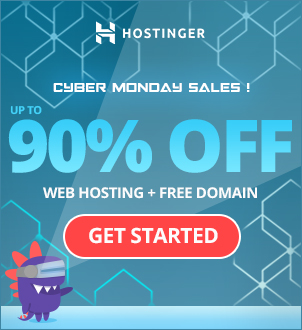 HOSTINGER
CYBER MONDAY SALES !
UP TO
90% OFF
WEB HOSTING + FREE DOMAIN
GET STARTED